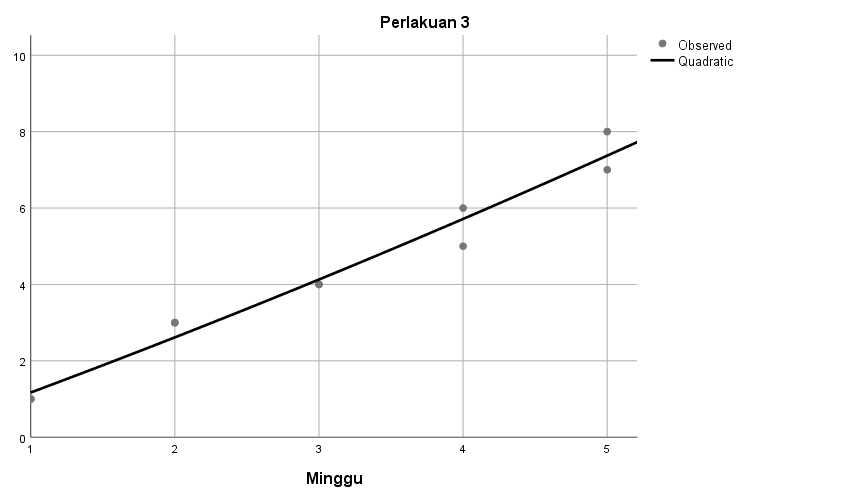 Perlakuan 3
Observed
Quadratic
10
8
6
4
2
0
1 2 3 4 5
Minggu